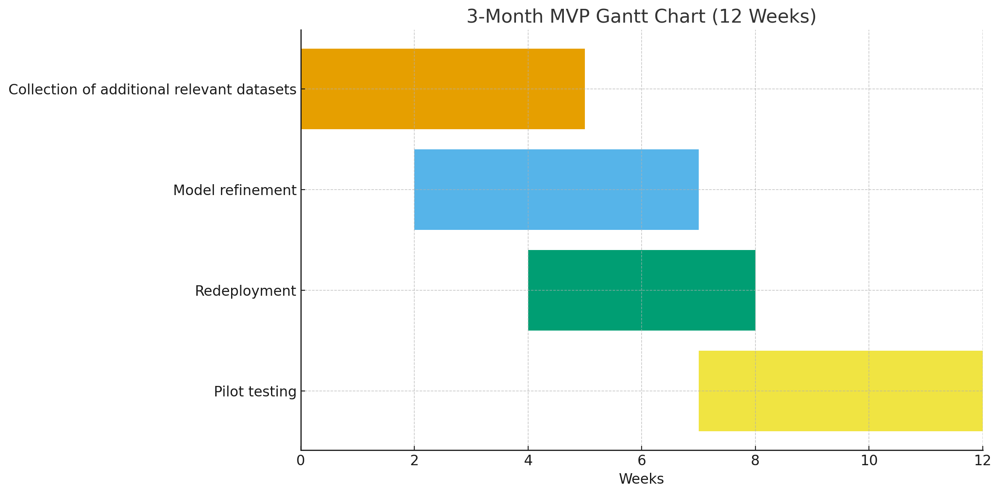 3-Month MVP Gantt Chart (12 Weeks)
Collection of additional relevant datasets
Model refinement
Redeployment
Pilot testing
0 2 4 6 8 10 12
Weeks